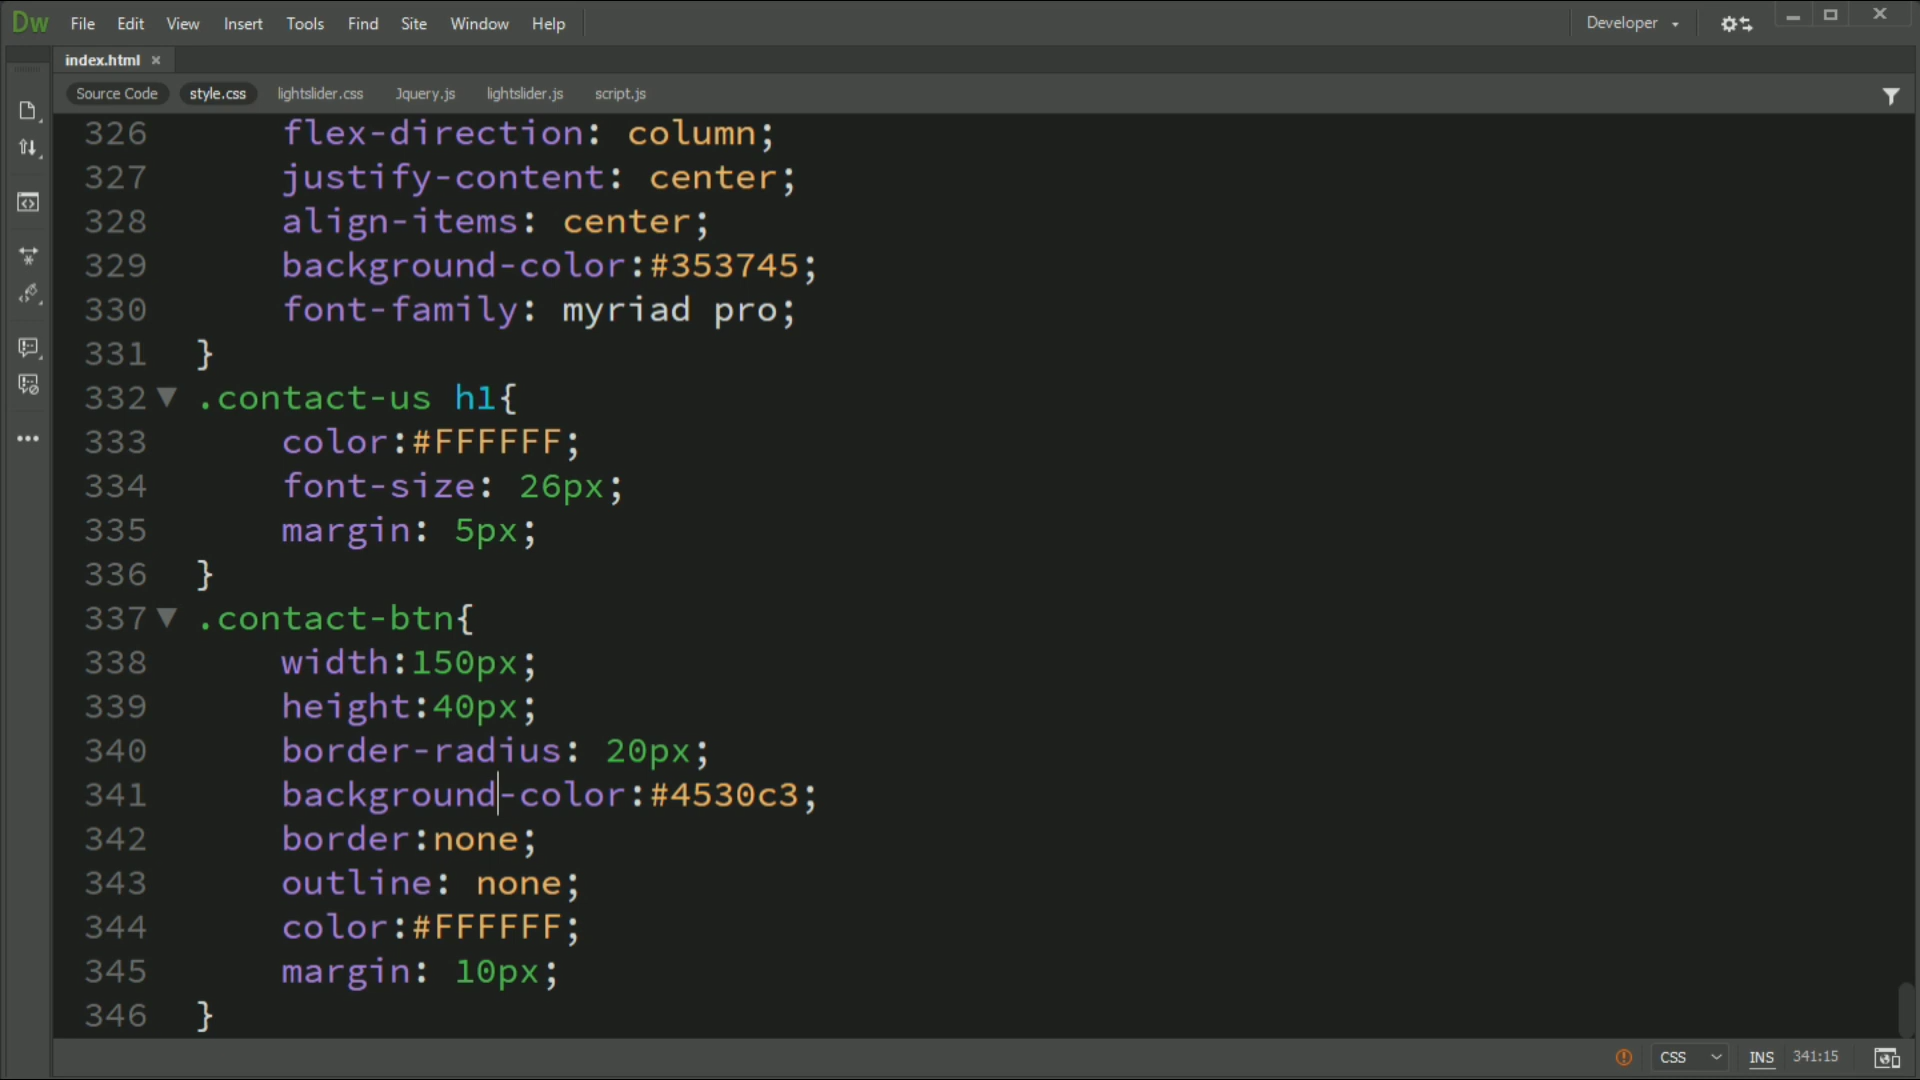 Dw File Edit View Insert Tools Find Site Window Help Developer
index.html
Source Code style.css lightslider.css Jquery.js lightslider.js script.js
326 flex-direction: column;
327 justify-content: center;
328 align-items: center;
329 background-color:#353745;
330 font-family: myriad pro;
331 }
332 .contact-us h1{
333 color:#FFFFFF;
334 font-size: 26px;
335 margin: 5px;
336 }
337 .contact-btn{
338 width:150px;
339 height:40px;
340 border-radius: 20px;
341 background-color:#4530c3;
342 border:none;
343 outline: none;
344 color:#FFFFFF;
345 margin: 10px;
346 }
CSS INS 341:15